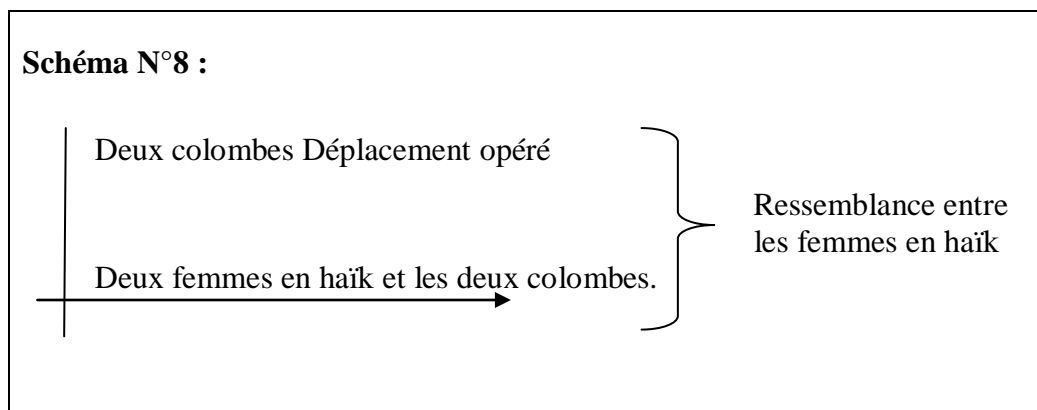 Schéma N°8 :
Deux colombes Déplacement opéré
Deux femmes en haïk et les deux colombes.
Ressemblance entre
les femmes en haïk